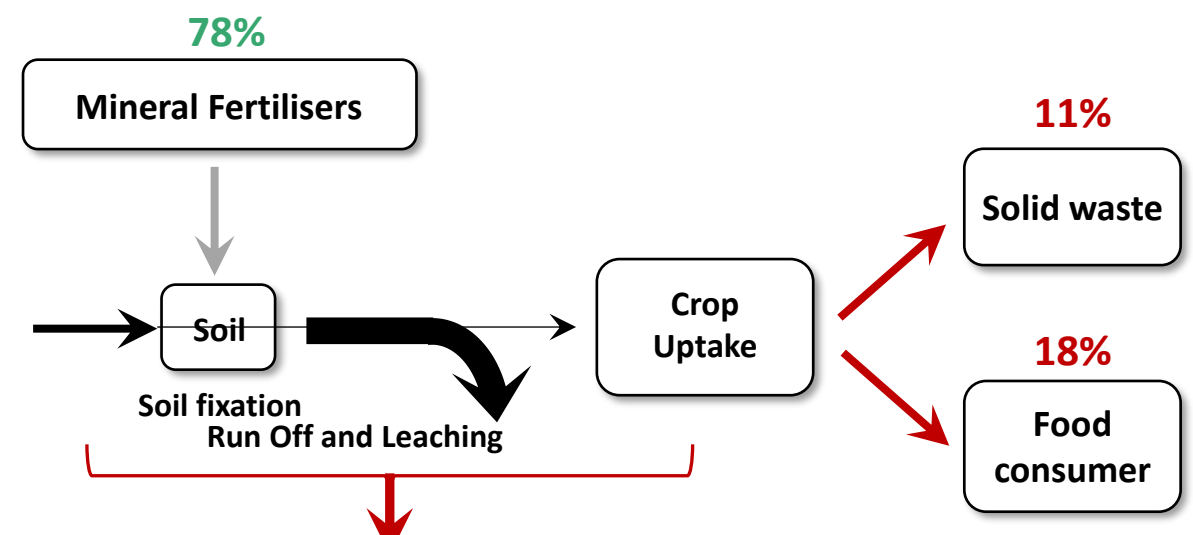 78%
Mineral Fertilisers
11%
Solid waste
Soil
Crop
Uptake
18%
Food
consumer
Soil fixation
Run Off and Leaching